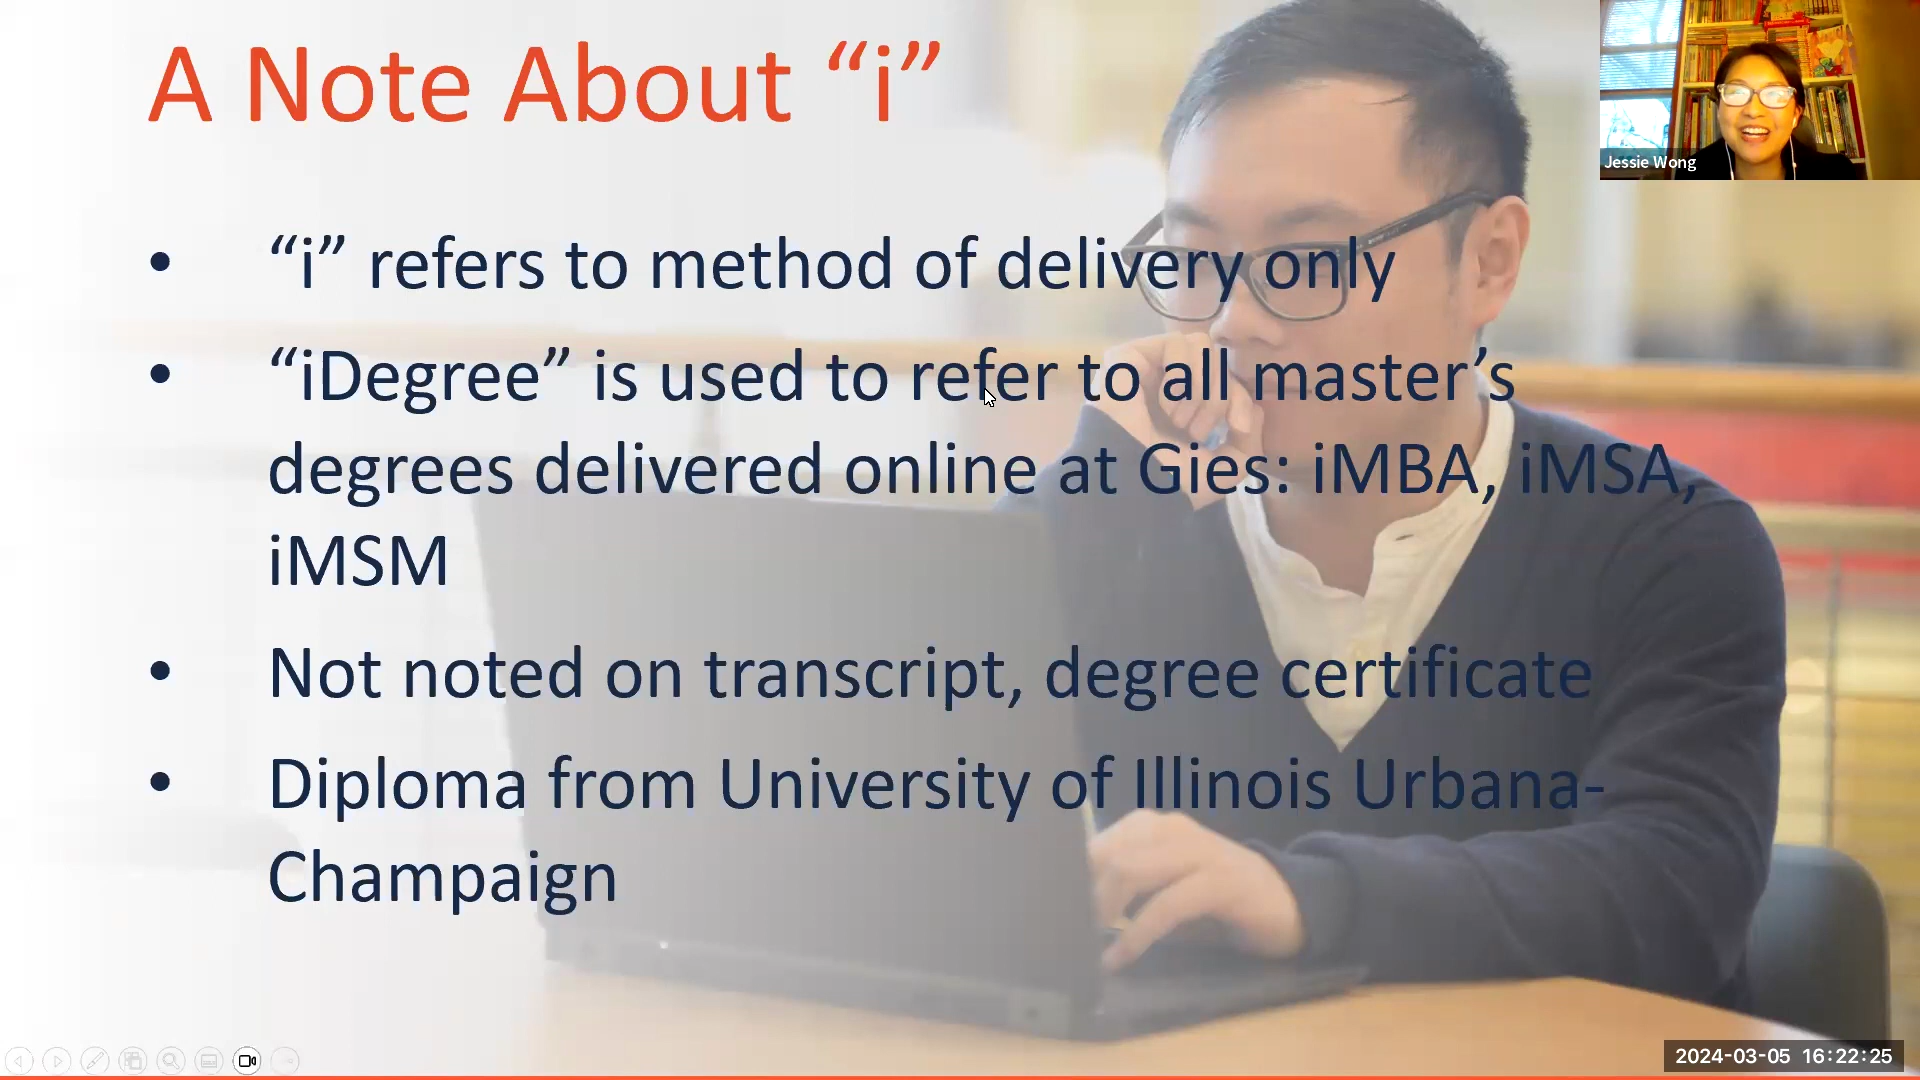 A Note About “i”
Jessie Wong
• “i” refers to method of delivery only
• “iDegree” is used to refer to all master’s
degrees delivered online at Gies: iMBA, iMSA,
iMSM
• Not noted on transcript, degree certificate
• Diploma from University of Illinois Urbana-
Champaign
2024-03-05 16:22:25